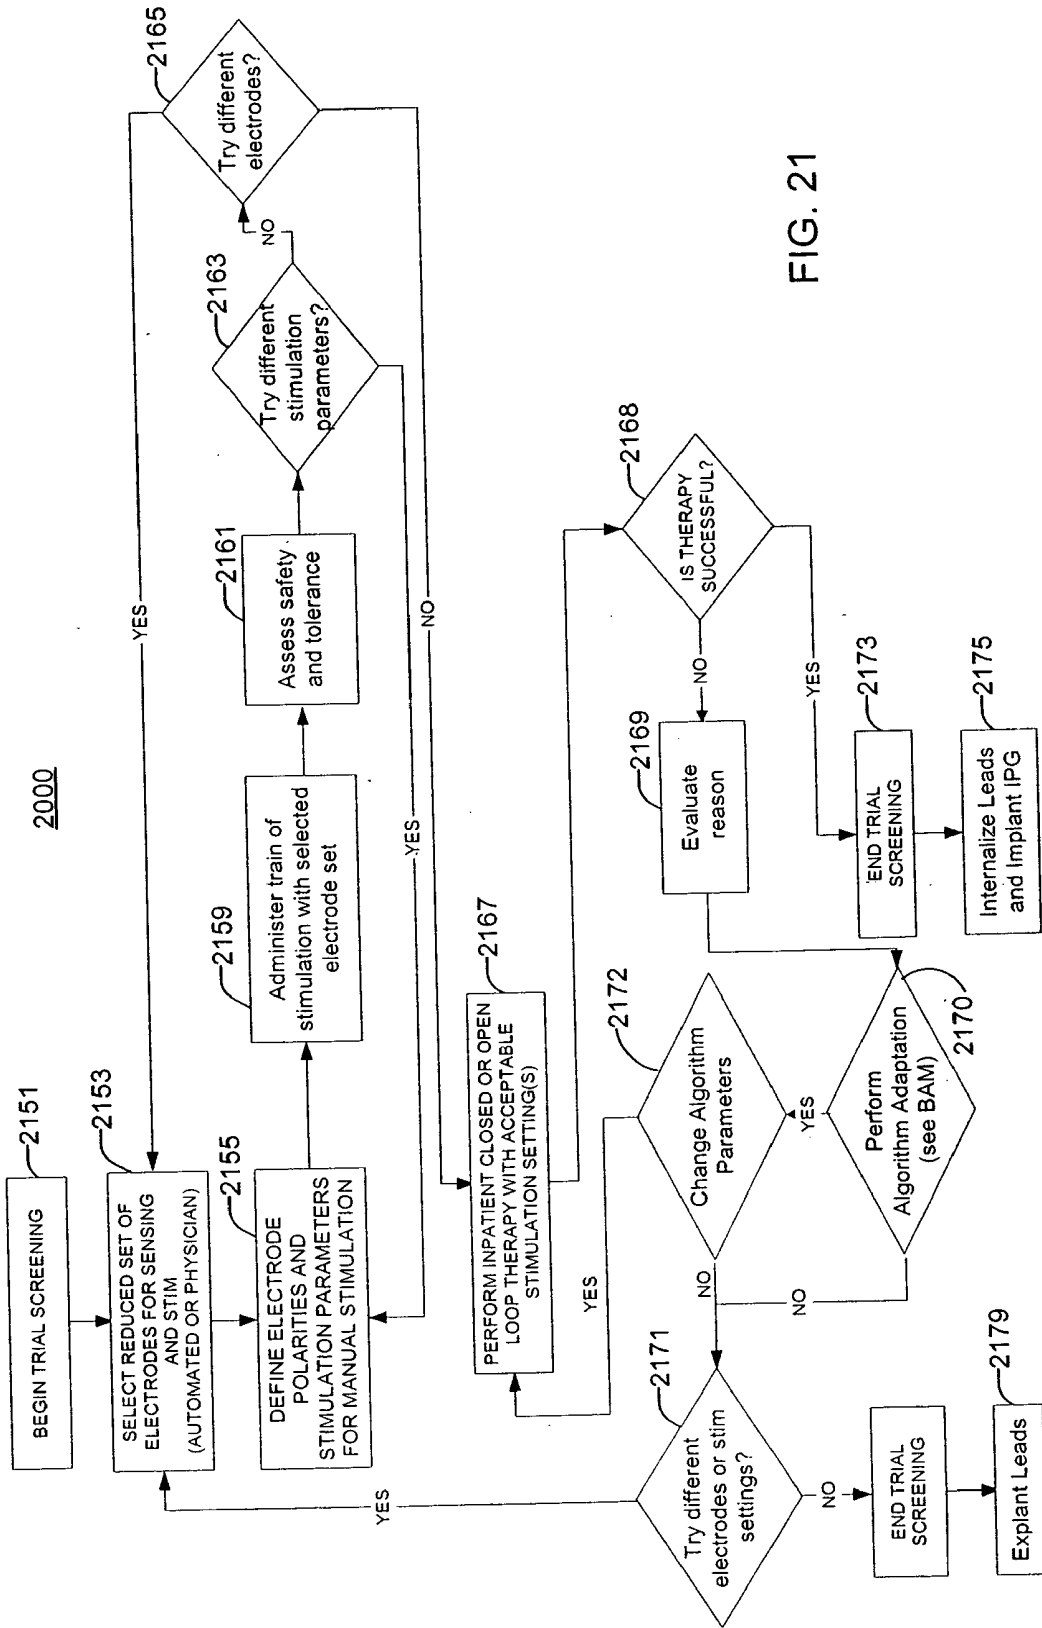 2000
BEGIN TRIAL SCREENING
2151
SELECT REDUCED SET OF
ELECTRODES FOR SENSING
AND STIM
(AUTOMATED OR PHYSICIAN)
2153
DEFINE ELECTRODE
POLARITIES AND
STIMULATION PARAMETERS
FOR MANUAL STIMULATION
2155
Administer train of
stimulation with selected
electrode set
2159
Assess safety
and tolerance
2161
Try different
stimulation
parameters?
2163
NO
YES
Try different
electrodes?
2165
YES
NO
PERFORM INPATIENT CLOSED OR OPEN
LOOP THERAPY WITH ACCEPTABLE
STIMULATION SETTING(S)
2167
IS THERAPY
SUCCESSFUL?
2168
NO
YES
Evaluate
reason
2169
END TRIAL
SCREENING
2173
Internalize Leads
and Implant IPG
2175
Perform
Algorithm Adaptation
(see BAM)
2170
YES
NO
Change Algorithm
Parameters
2172
YES
NO
Try different
electrodes or stim
settings?
2171
YES
NO
END TRIAL
SCREENING
Explant Leads
2179
FIG. 21